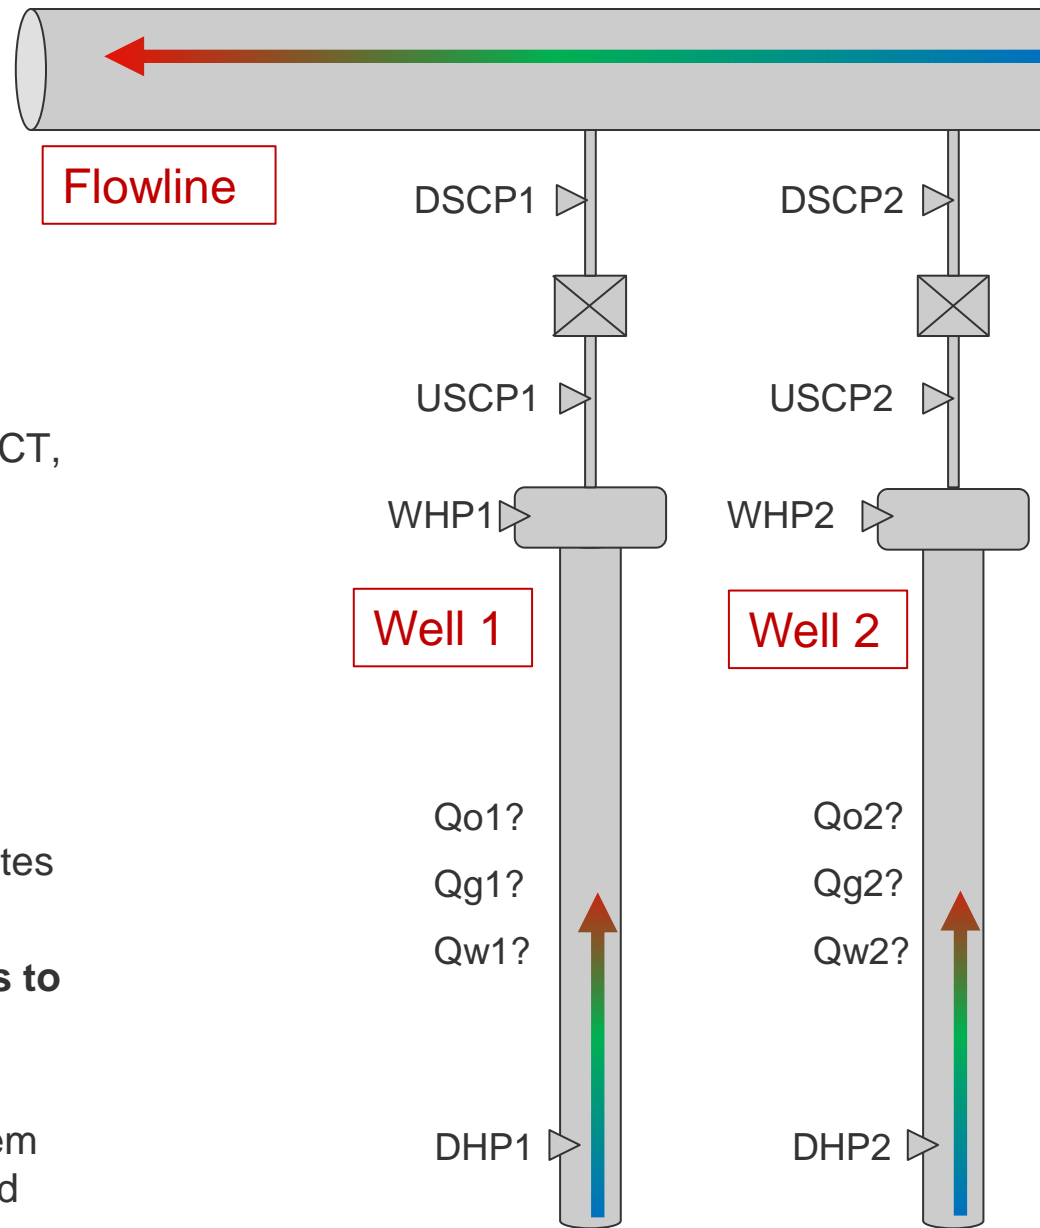 Flowline
DSCP1 DSCP2
USCP1 USCP2
CT,
WHP1 WHP2
Well 1 Well 2
Qo1? Qo2?
tes
Qg1? Qg2?
Qw1? Qw2?
s to
em
DHP1 DHP2
d